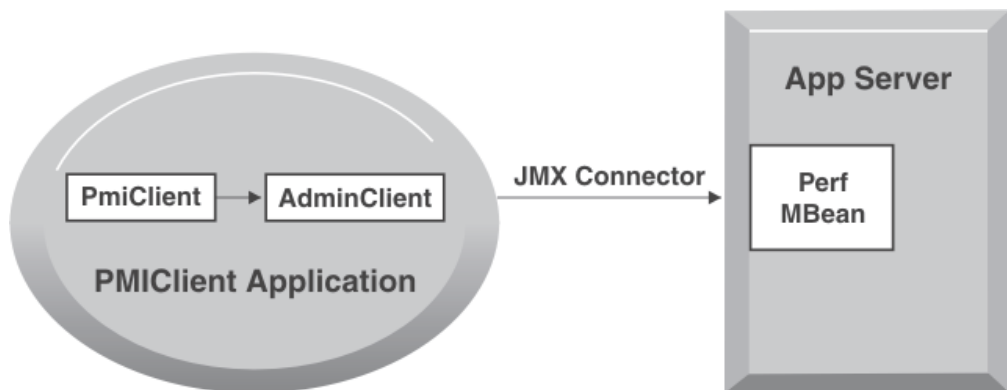 App Server
JMX Connector
PmiClient
AdminClient
Perf
MBean
PMIClient Application